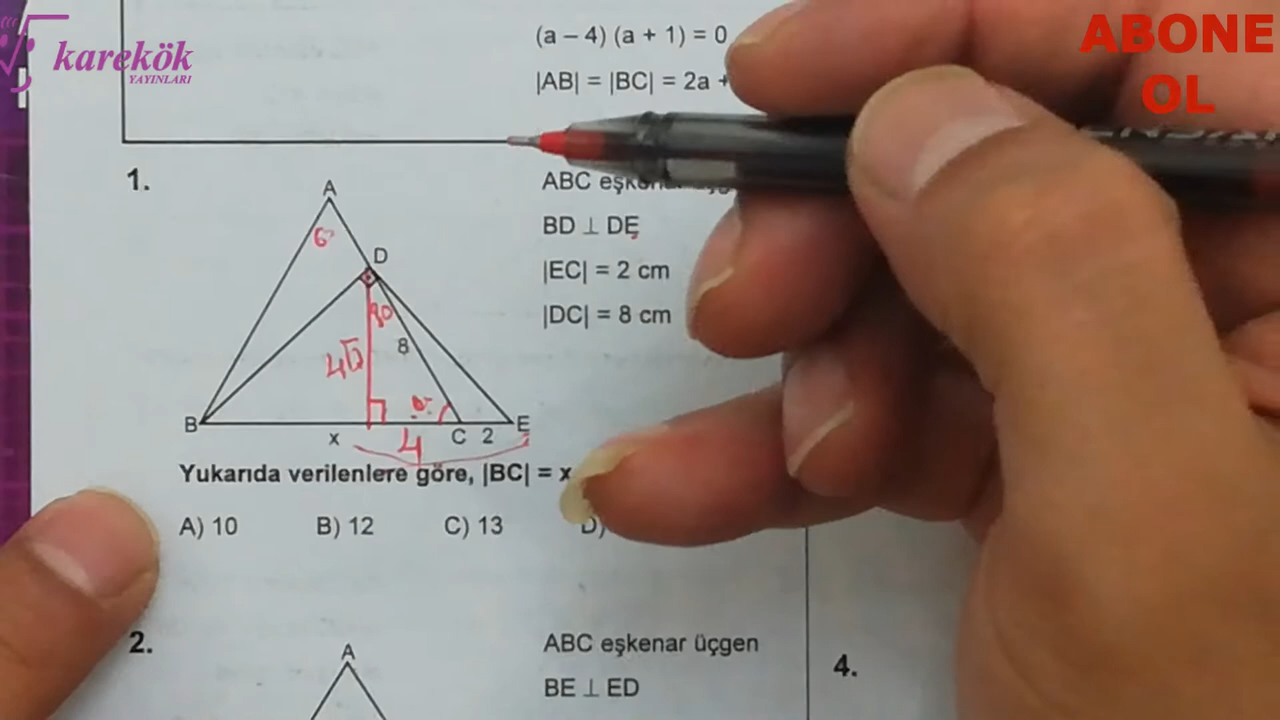 karekök
YAYINLARI
ABONE
OL
(a – 4) (a + 1) = 0
|AB| = |BC| = 2a +
1.
ABC
BD ⊥ DE
|EC| = 2 cm
|DC| = 8 cm
A
D
8
B
x
4
C
2
E
Yukarıda verilenlere göre, |BC| = x
A) 10
B) 12
C) 13
D)
2.
A
ABC eşkenar üçgen
BE ⊥ ED
4.